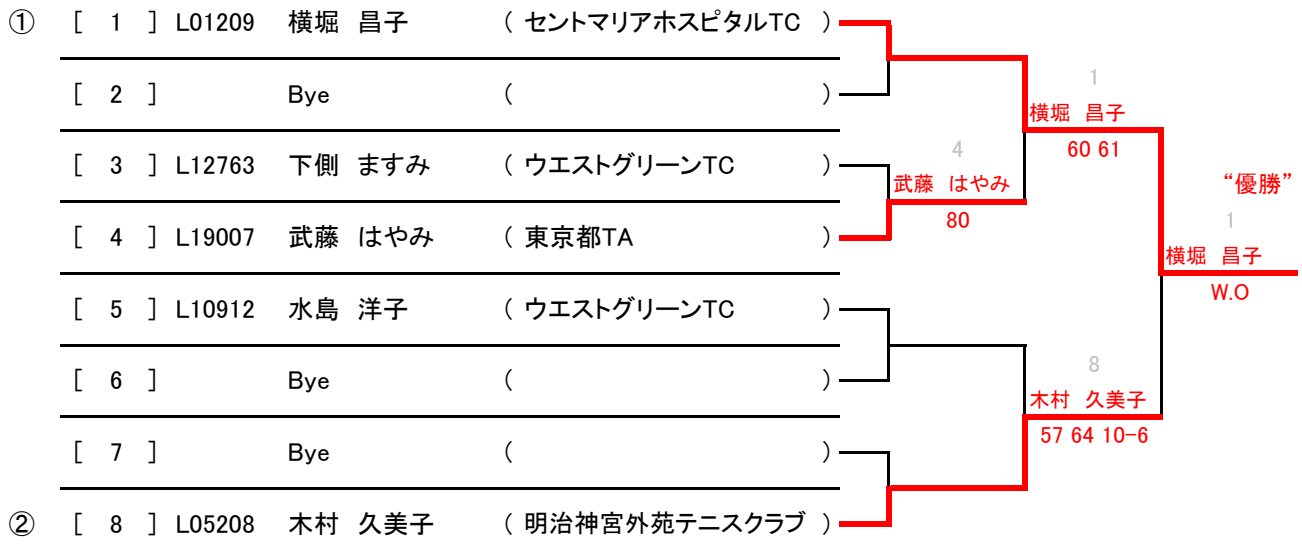 ① [ 1 ] L01209 横堀 昌子 ( セントマリアホスピタルTC )
[ 2 ] Bye ( )
1
横堀 昌子
60 61
[ 3 ] L12763 下側 ますみ ( ウエストグリーンTC )
4
武藤 はやみ
80
[ 4 ] L19007 武藤 はやみ ( 東京都TA )
“優勝”
1
横堀 昌子
W.O
[ 5 ] L10912 水島 洋子 ( ウエストグリーンTC )
[ 6 ] Bye ( )
8
木村 久美子
57 64 10-6
[ 7 ] Bye ( )
② [ 8 ] L05208 木村 久美子 ( 明治神宮外苑テニスクラブ )